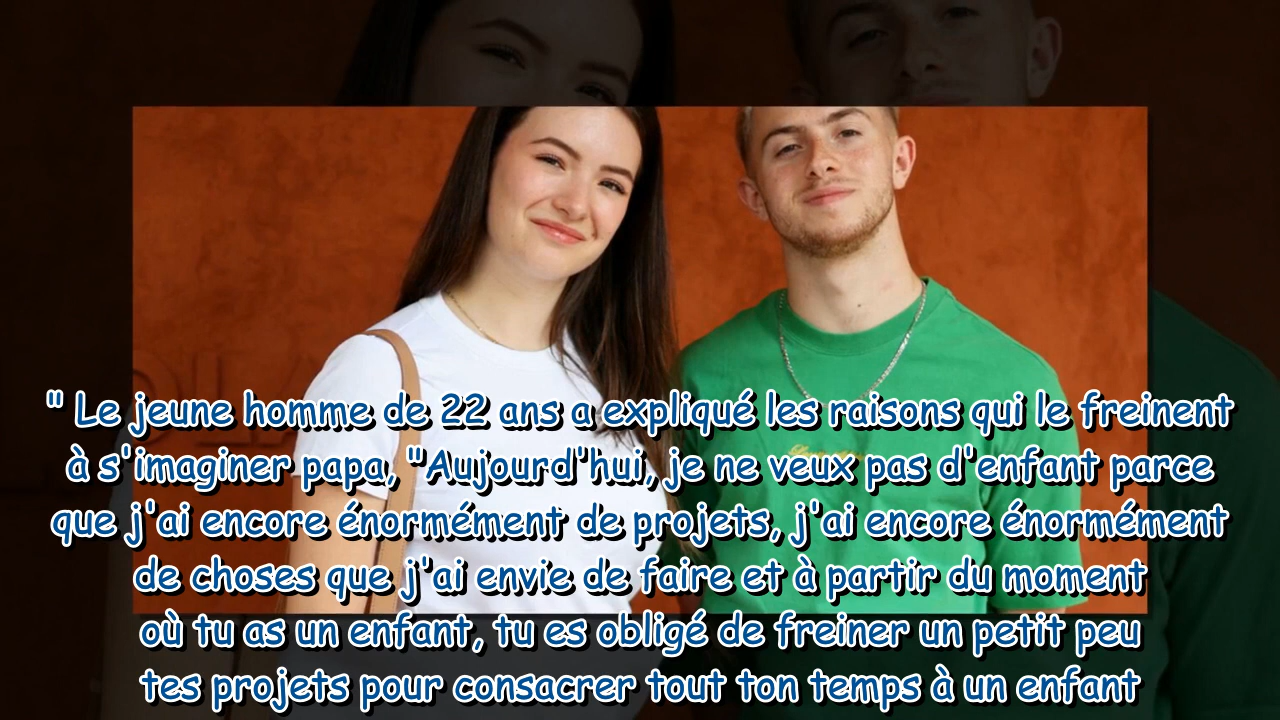 " Le jeune homme de 22 ans a expliqué les raisons qui le freinent
à s'imaginer papa, "Aujourd'hui, je ne veux pas d'enfant parce
que j'ai encore énormément de projets, j'ai encore énormément
de choses que j'ai envie de faire et à partir du moment
où tu as un enfant, tu es obligé de freiner un petit peu
tes projets pour consacrer tout ton temps à un enfant